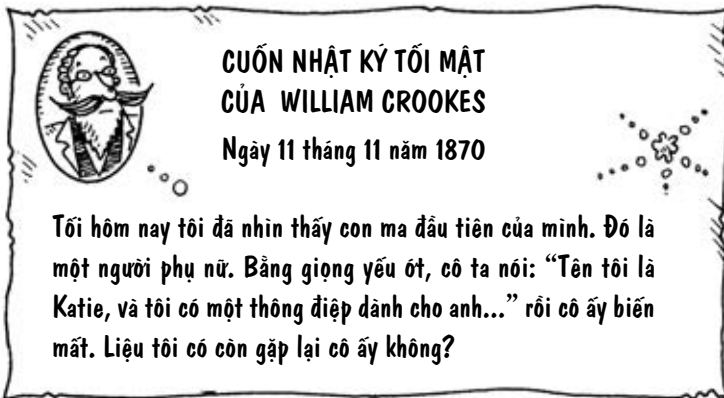 CUỐN NHẬT KÝ TỐI MẬT
CỦA WILLIAM CROOKES
Ngày 11 tháng 11 năm 1870
Tối hôm nay tôi đã nhìn thấy con ma đầu tiên của mình. Đó là
một người phụ nữ. Bằng giọng yếu ớt, cô ta nói: “Tên tôi là
Katie, và tôi có một thông điệp dành cho anh...” rồi cô ấy biến
mất. Liệu tôi có còn gặp lại cô ấy không?